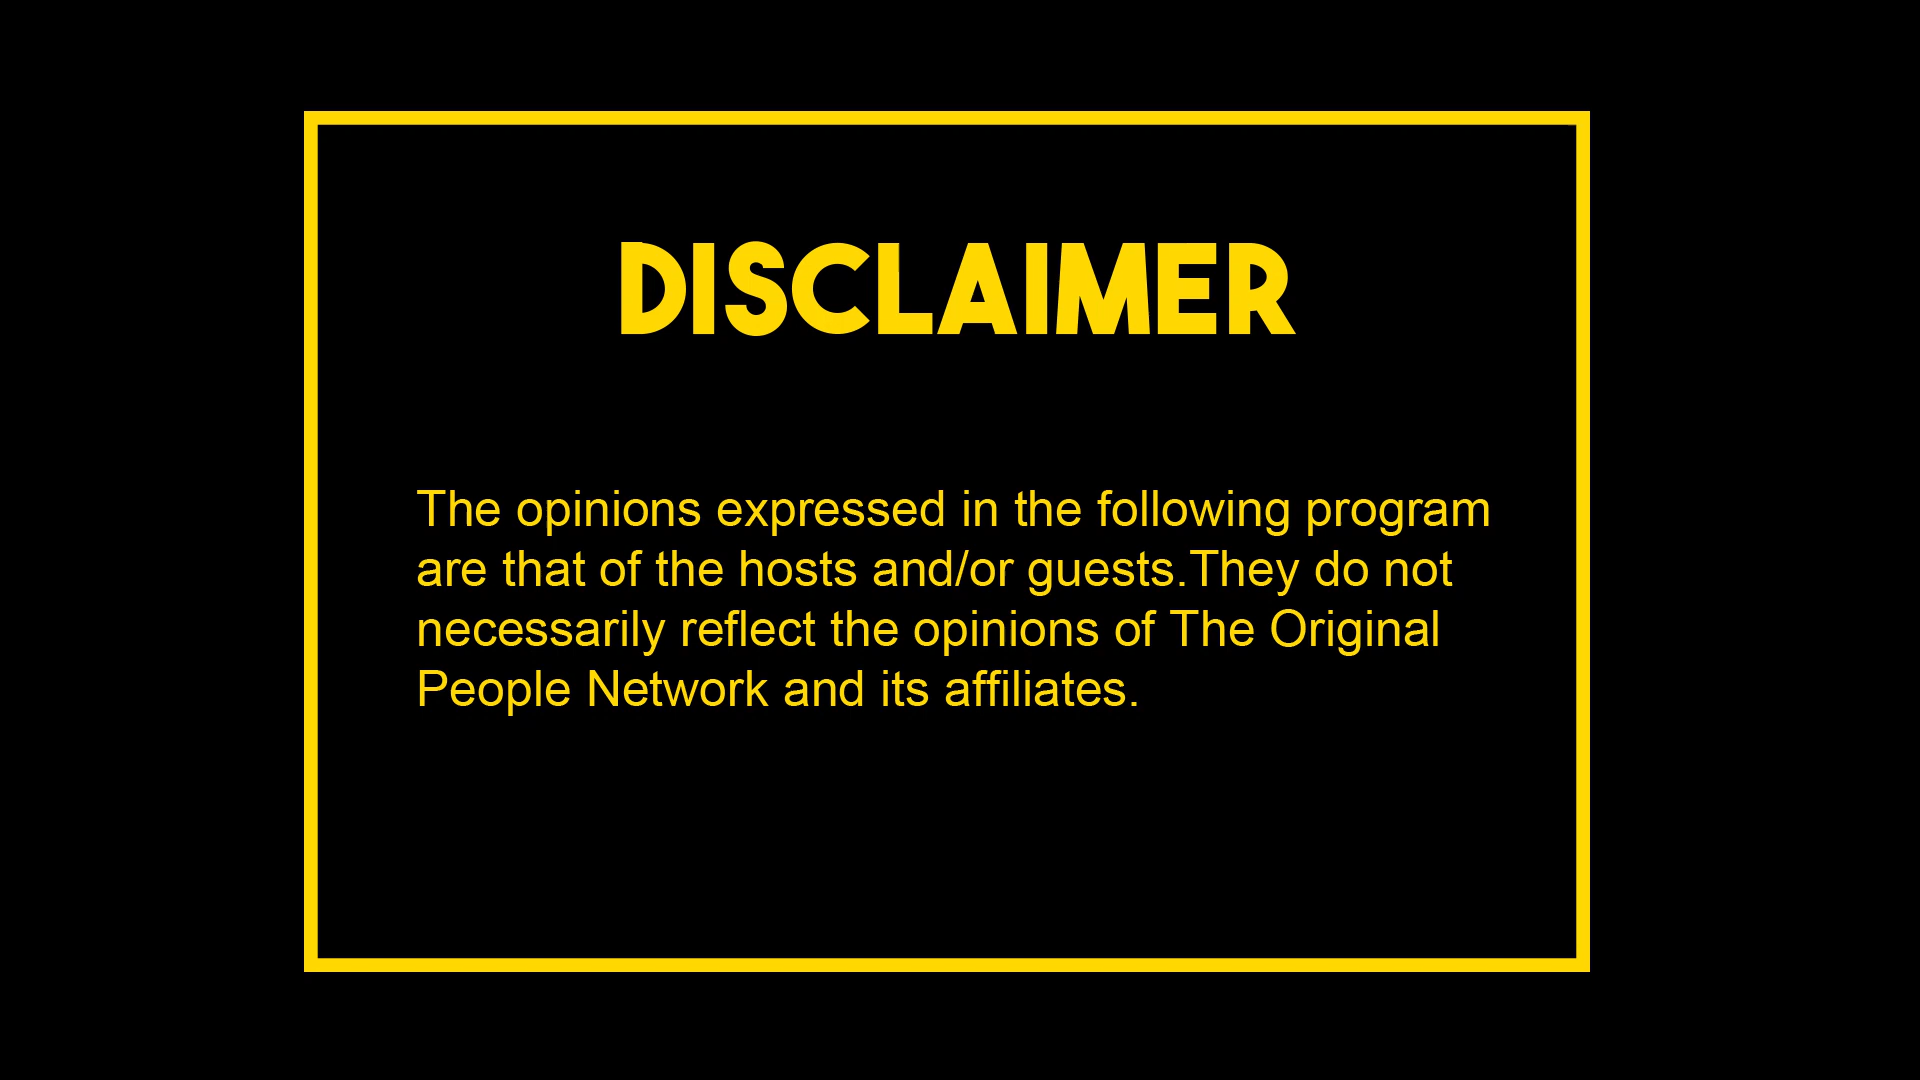 DISCLAIMER
The opinions expressed in the following program
are that of the hosts and/or guests.They do not
necessarily reflect the opinions of The Original
People Network and its affiliates.